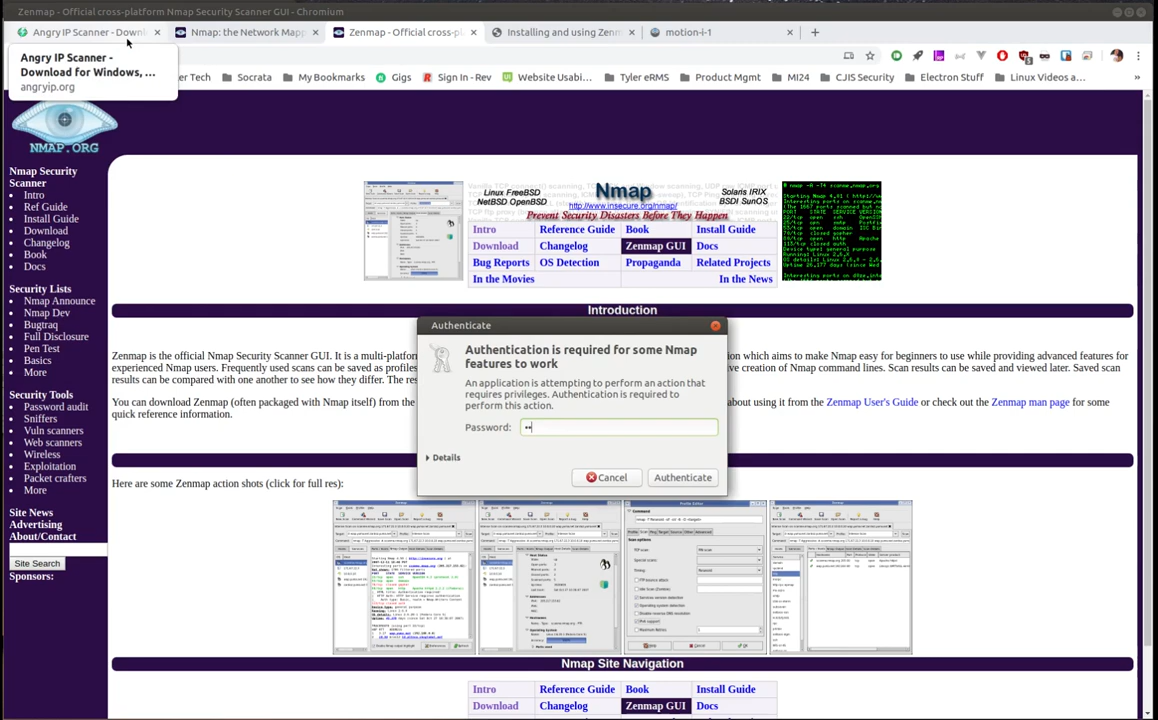 Zenmap - Official cross-platform Nmap Security Scanner GUI - Chromium
Angry IP Scanner - Downl
Nmap: the Network Mapp
Zenmap - Official cross-p
Installing and using Zenm
motion-i-1
Angry IP Scanner -
Download for Windows, ...
angryip.org
er Tech
Socrata
My Bookmarks
Gigs
Sign In - Rev
Website Usabi...
Tyler eRMS
Product Mgmt
MI24
CJIS Security
Electron Stuff
Linux Videos a...
»
NMAP.ORG
Nmap Security
Scanner
• Intro
• Ref Guide
• Install Guide
• Download
• Changelog
• Book
• Docs
Security Lists
• Nmap Announce
• Nmap Dev
• Bugtraq
• Full Disclosure
• Pen Test
• Basics
• More
Security Tools
• Password audit
• Sniffers
• Vuln scanners
• Web scanners
• Wireless
• Exploitation
• Packet crafters
• More
Site News
Advertising
About/Contact
Site Search
Sponsors:
Linux FreeBSD
NetBSD OpenBSD
Nmap
Solaris IRIX
BSDI SunOS
http://www.insecure.org/nmap/
Prevent Security Disasters Before They Happen
Intro Reference Guide Book Install Guide
Download Changelog Zenmap GUI Docs
Bug Reports OS Detection Propaganda Related Projects
In the Movies In the News
Introduction
Zenmap is the official Nmap Security Scanner GUI. It is a multi-platfor
ion which aims to make Nmap easy for beginners to use while providing advanced features for
experienced Nmap users. Frequently used scans can be saved as profiles
ve creation of Nmap command lines. Scan results can be saved and viewed later. Saved scan
results can be compared with one another to see how they differ. The res
You can download Zenmap (often packaged with Nmap itself) from the
about using it from the Zenmap User's Guide or check out the Zenmap man page for some
quick reference information.
Authenticate
Authentication is required for some Nmap
features to work
An application is attempting to perform an action that
requires privileges. Authentication is required to
perform this action.
Password: ••
Details
Cancel
Authenticate
Here are some Zenmap action shots (click for full res):
Nmap Site Navigation
Intro Reference Guide Book Install Guide
Download Changelog Zenmap GUI Docs